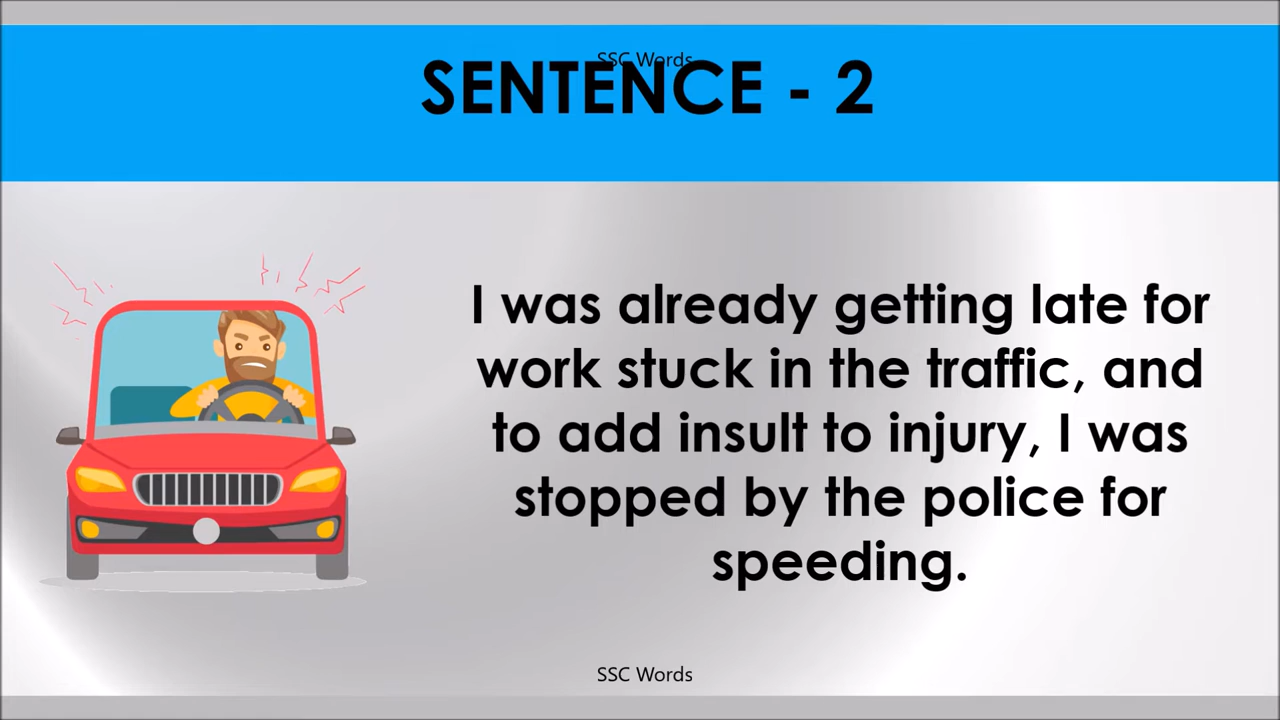 SSC Words
SENTENCE - 2
I was already getting late for
work stuck in the traffic, and
to add insult to injury, I was
stopped by the police for
speeding.
SSC Words